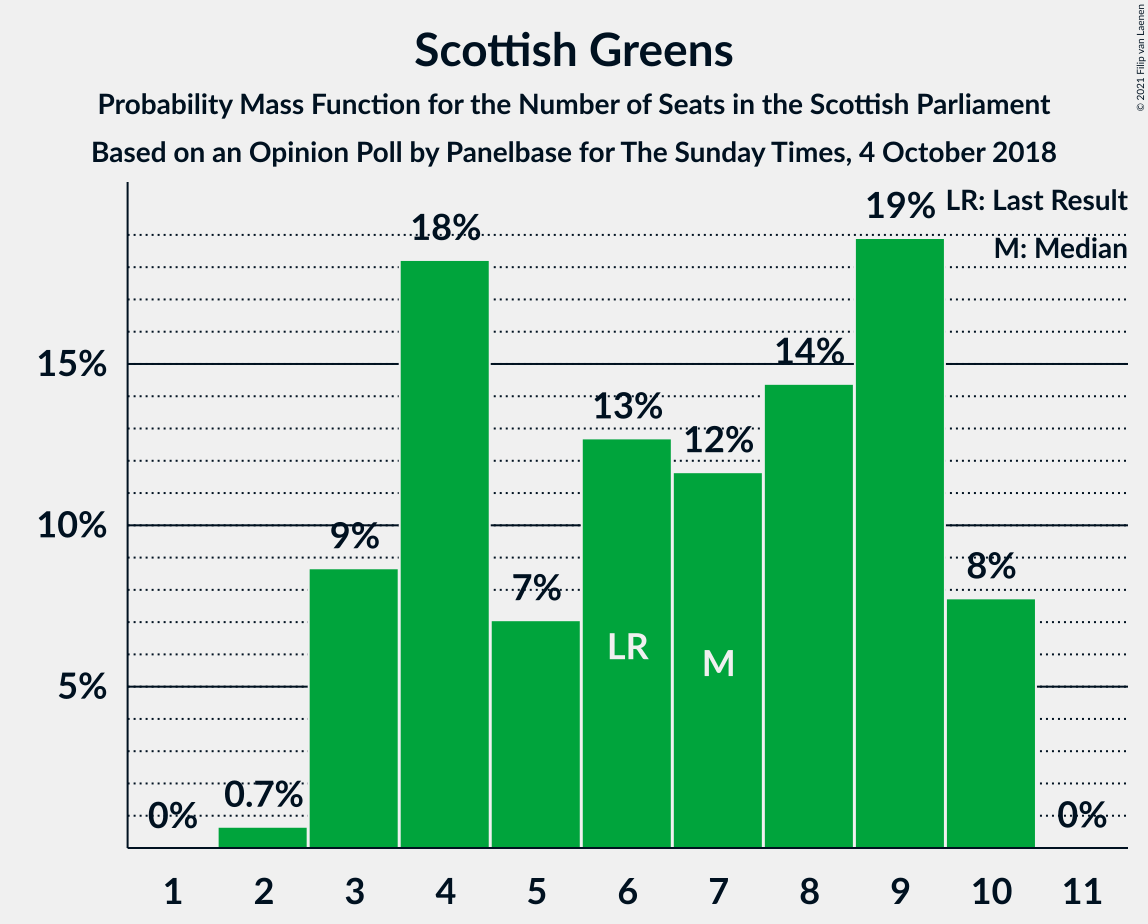 Scottish Greens
Probability Mass Function for the Number of Seats in the Scottish Parliament
Based on an Opinion Poll by Panelbase for The Sunday Times, 4 October 2018
© 2021 Filip van Laenen
LR: Last Result
M: Median
15%
10%
5%
0%
0.7%
9%
18%
7%
13%
12%
14%
19%
8%
0%
LR
M
1 2 3 4 5 6 7 8 9 10 11